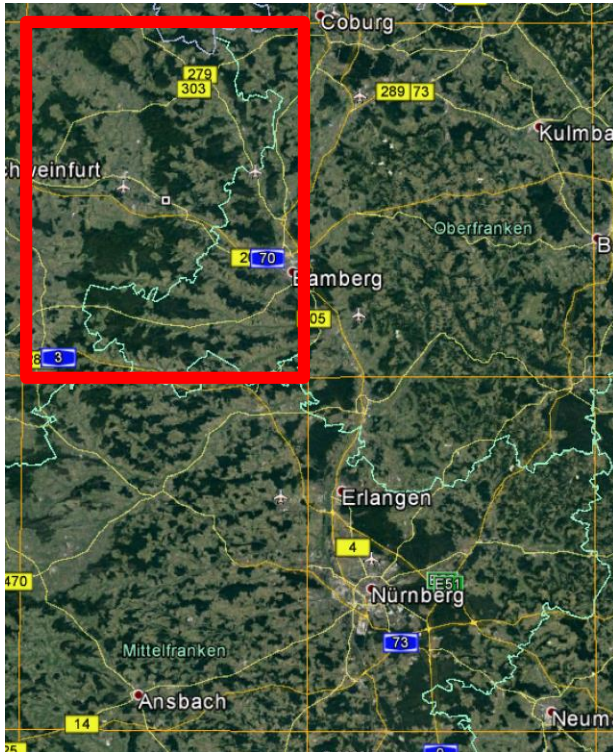 Coburg
279
303
289 73
Kulmba
chweinfurt
Oberfranken
B
70
Bamberg
05
3
Erlangen
4
470
E51
Nürnberg
73
Mittelfranken
Ansbach
14
Neum
25